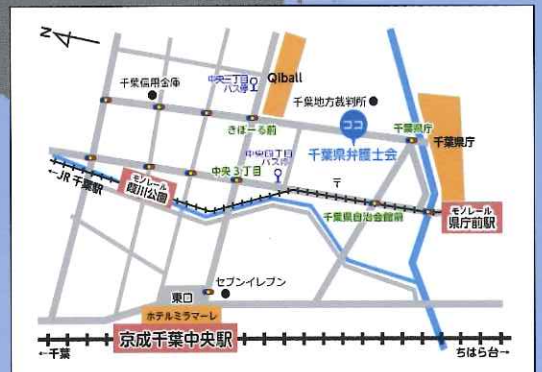 N
千葉信用金庫
中央三丁目
バス停
Qiball
千葉地方裁判所
きぼーる前
ココ
千葉県庁
千葉県庁
千葉県弁護士会
中央四丁目
バス停
中央3丁目
←JR 千葉駅
モノレール
葭川公園
〒
千葉県自治会館前
モノレール
県庁前駅
セブンイレブン
東口
ホテルミラマーレ
京成千葉中央駅
←千葉
ちはら台→